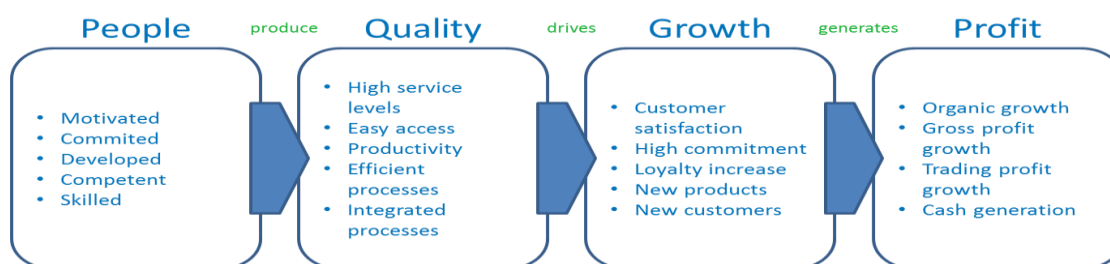 People produce Quality drives Growth generates Profit
• Motivated
• Commited
• Developed
• Competent
• Skilled
• High service
levels
• Easy access
• Productivity
• Efficient
processes
• Integrated
processes
• Customer
satisfaction
• High commitment
• Loyalty increase
• New products
• New customers
• Organic growth
• Gross profit
growth
• Trading profit
growth
• Cash generation